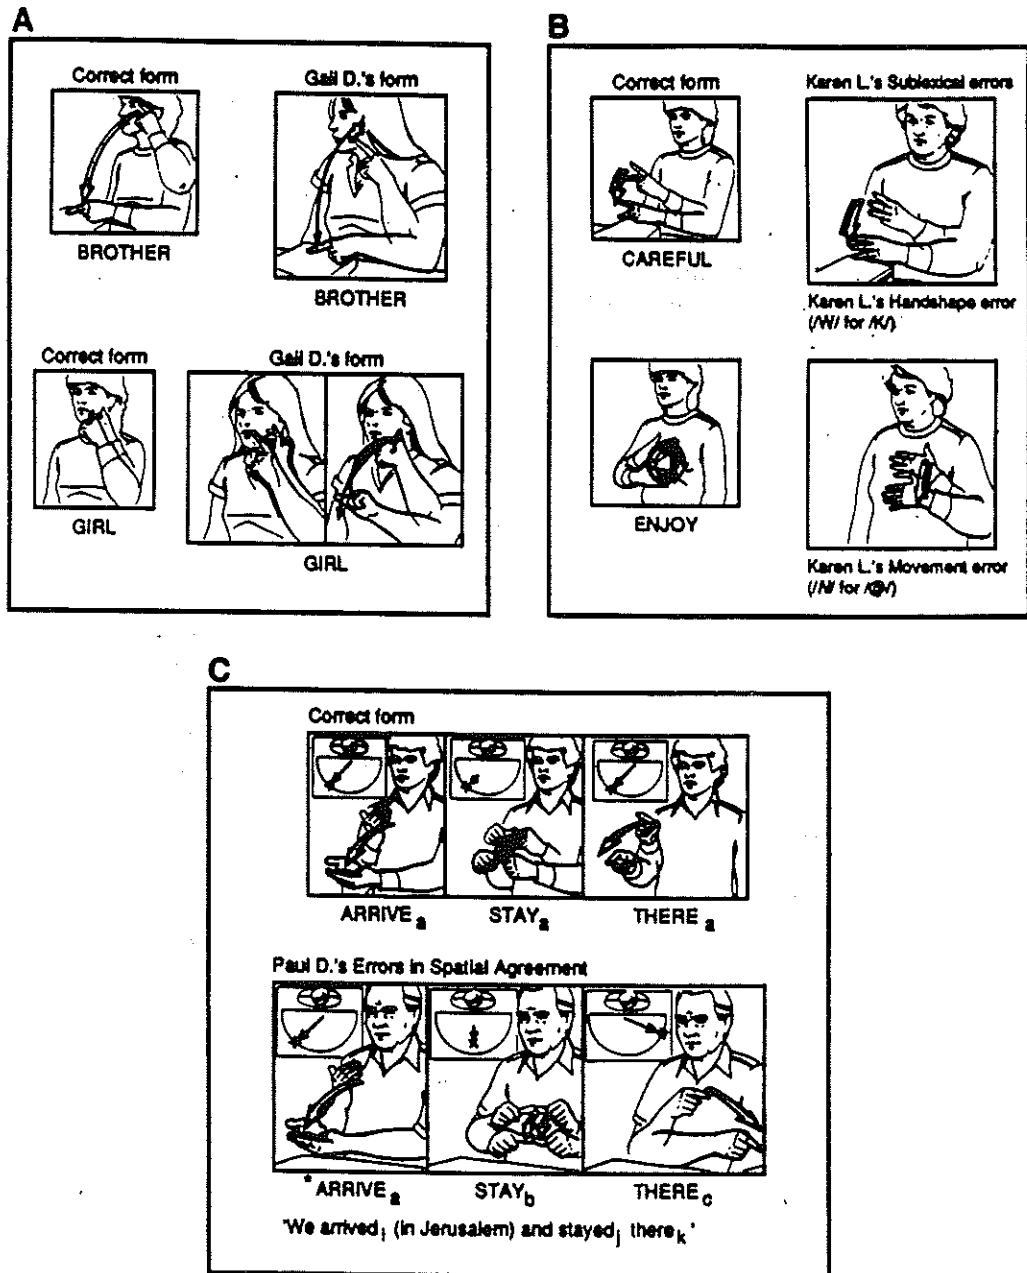 A
Correct form
Gail D.'s form
BROTHER
BROTHER
Correct form
Gail D.'s form
GIRL
GIRL
B
Correct form
Karen L.'s Sublexical errors
CAREFUL
Karen L.'s Handshape error
(/W/ for /K/)
ENJOY
Karen L.'s Movement error
for
C
Correct form
ARRIVE a
STAY a
THERE a
Paul D.'s Errors in Spatial Agreement
*ARRIVE a
STAY b
THERE c
'We arrived i (in Jerusalem) and stayed j there k'